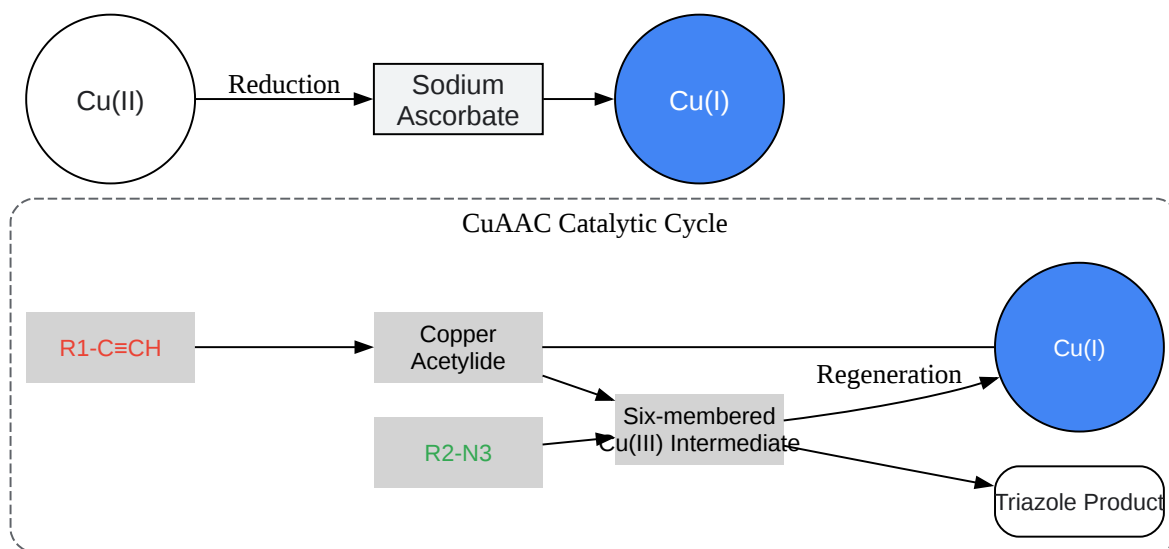 Cu(II)
Reduction
Sodium
Ascorbate
Cu(I)
CuAAC Catalytic Cycle
R1-C≡CH
Copper
Acetylide
Cu(I)
Regeneration
Six-membered
Cu(III) Intermediate
R2-N3
Triazole Product